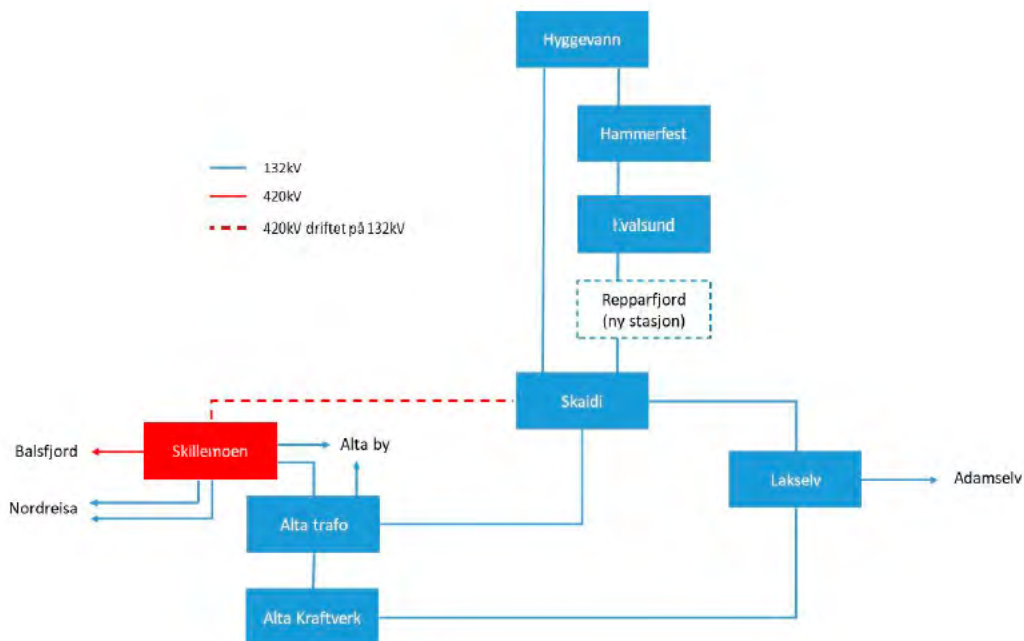 Hyggevann
Hammerfest
Kvalsund
Repparfjord
(ny stasjon)
132kV
420kV
420kV driftet på 132kV
Skaidi
Balsfjord
Skillemoen
Alta by
Nordreisa
Lakselv
Adamselv
Alta trafo
Alta Kraftverk